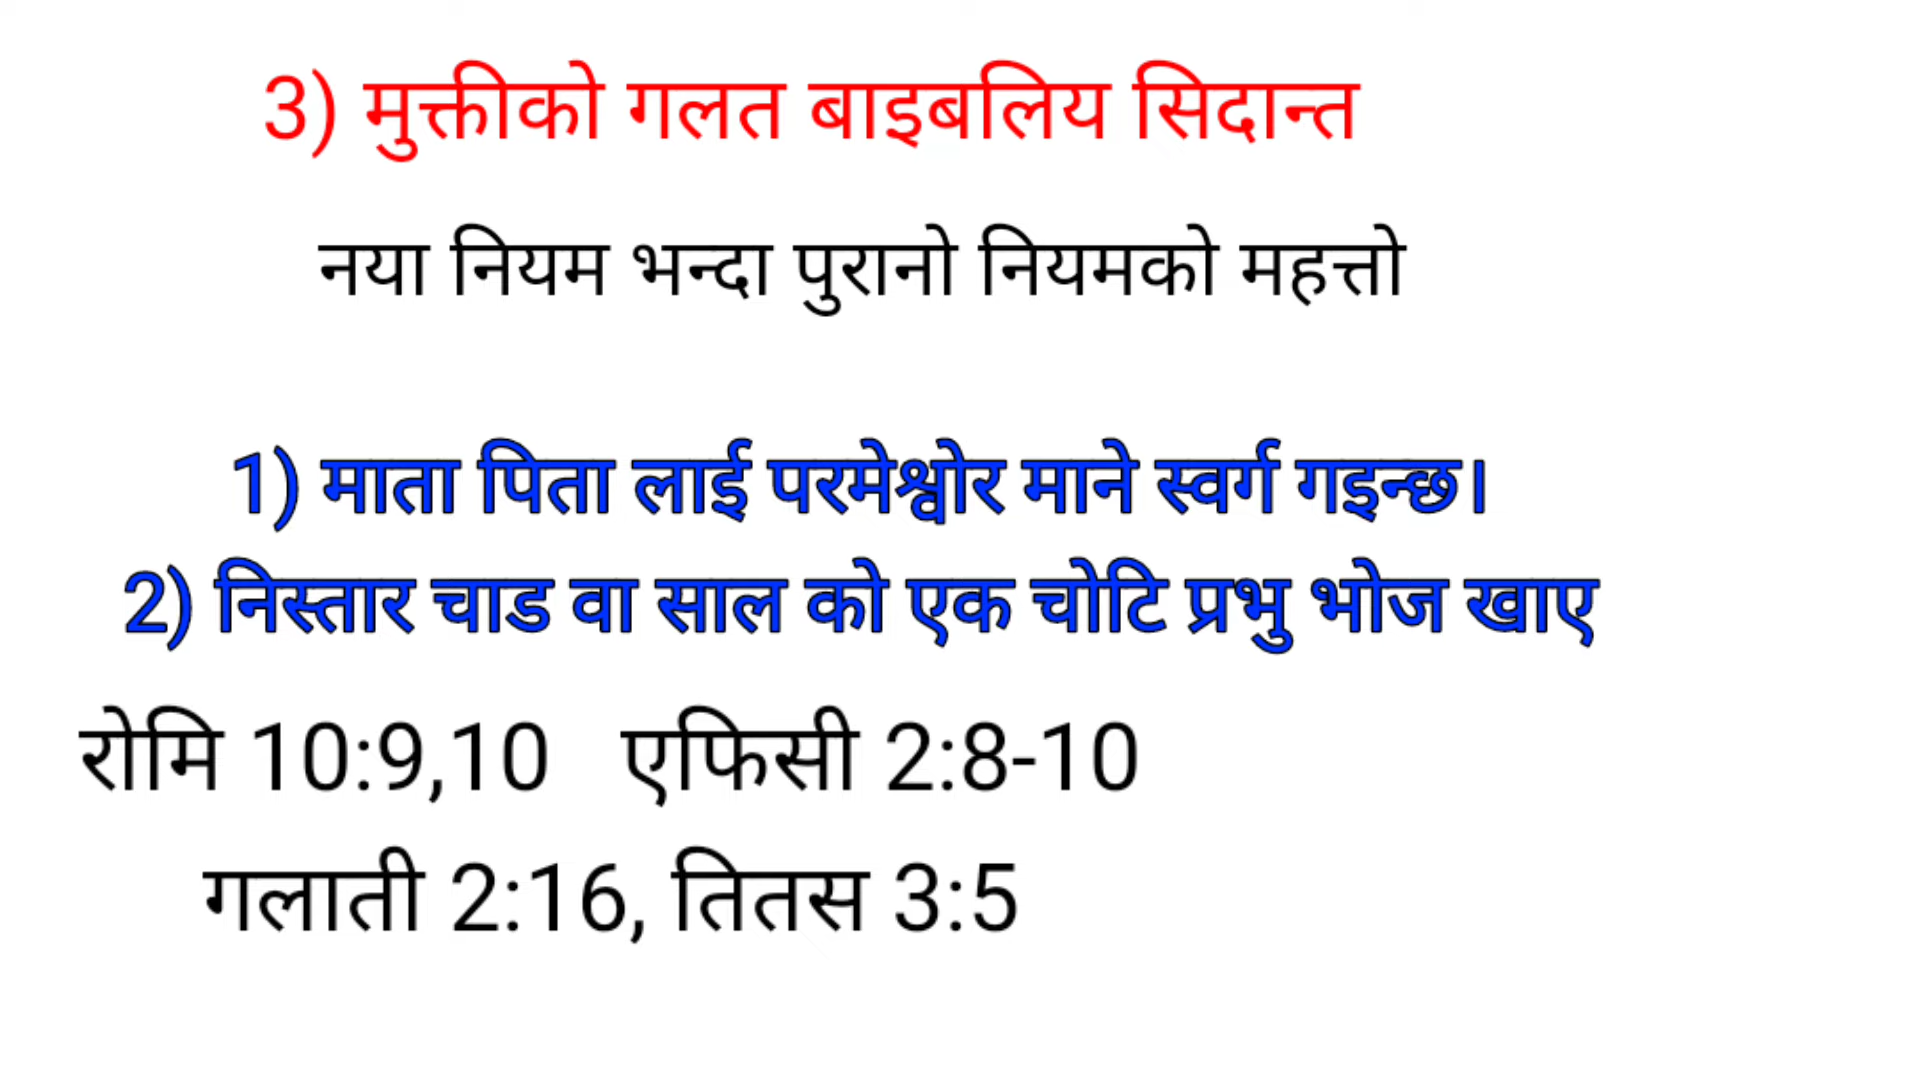 3) मुक्तीको गलत बाइबलिय सिदान्त
नया नियम भन्दा पुरानो नियमको महत्तो
1) माता पिता लाई परमेश्वोर माने स्वर्ग गइन्छ।
2) निस्तार चाड वा साल को एक चोटि प्रभु भोज खाए
रोमि 10:9,10 एफिसी 2:8-10
गलाती 2:16, तितस 3:5